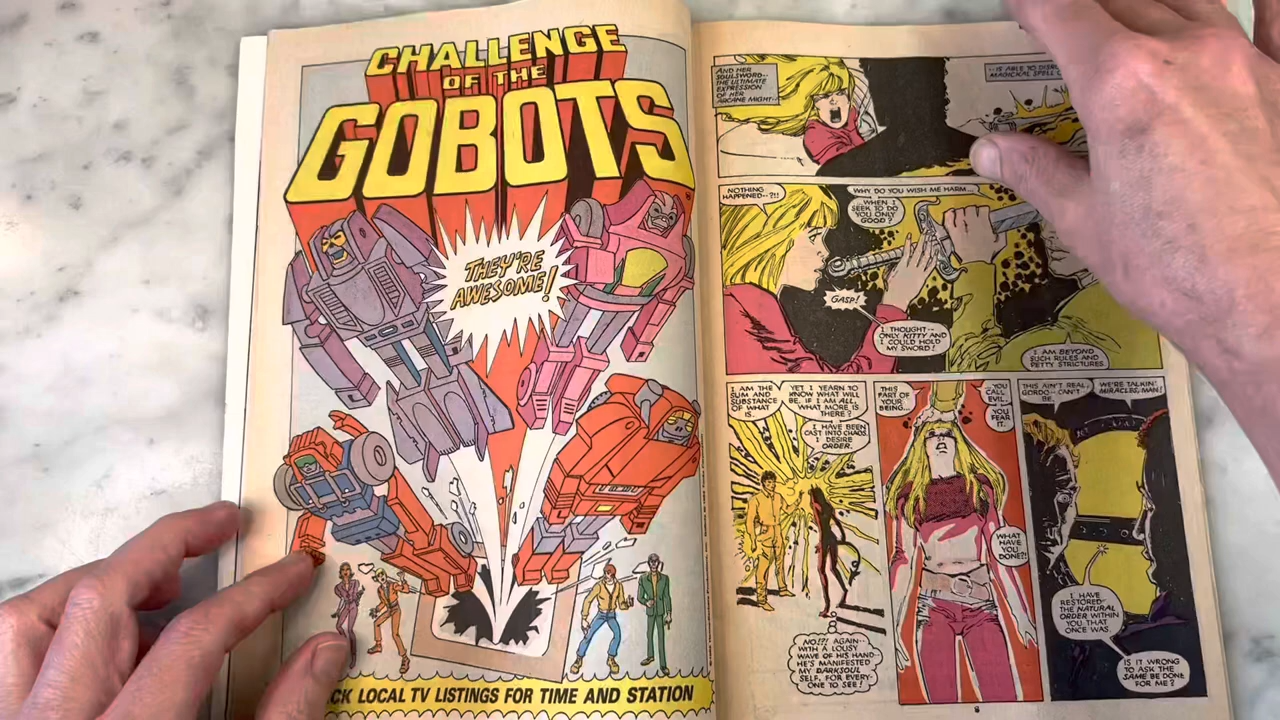 CHALLENGE
OF THE
GOBOTS
THEY'RE
AWESOME!
CK LOCAL TV LISTINGS FOR TIME AND STATION
AND HER
SOULSWORD--
THE ULTIMATE
EXPRESSION
OF HER
ARCANE MIGHT--
--IS ABLE TO DISR
MAGICKAL SPELL
NOTHING
HAPPENED--?!!
WHY DO YOU WISH ME HARM--
WHEN I
SEEK TO DO
YOU ONLY
GOOD?
GASP!
I THOUGHT--
ONLY KITTY AND
I COULD HOLD
MY SWORD!
I AM BEYOND
SUCH RULES AND
PETTY STRICTURES.
I AM THE
SUM AND
SUBSTANCE
OF WHAT
IS.
YET, I YEARN TO
KNOW WHAT WILL
BE. IF I AM ALL,
WHAT MORE IS
THERE?
I HAVE BEEN
CAST INTO CHAOS.
I DESIRE
ORDER.
NO!?! AGAIN--
WITH A LOUSY
WAVE OF HIS HAND--
HE'S MANIFESTED
MY DARKSOUL
SELF, FOR EVERY-
ONE TO SEE!
THIS
PART OF
YOUR
BEING...
...YOU
CALL
EVIL.
YOU
FEAR
IT.
WHAT
HAVE
YOU
DONE?!
THIS AIN'T REAL,
GORDO-- CAN'T
BE.
WE'RE TALKIN'
MIRACLES, MAN!
I HAVE
RESTORED
THE NATURAL
ORDER WITHIN
YOU THAT
ONCE WAS.
IS IT WRONG
TO ASK THE
SAME BE DONE
FOR ME?